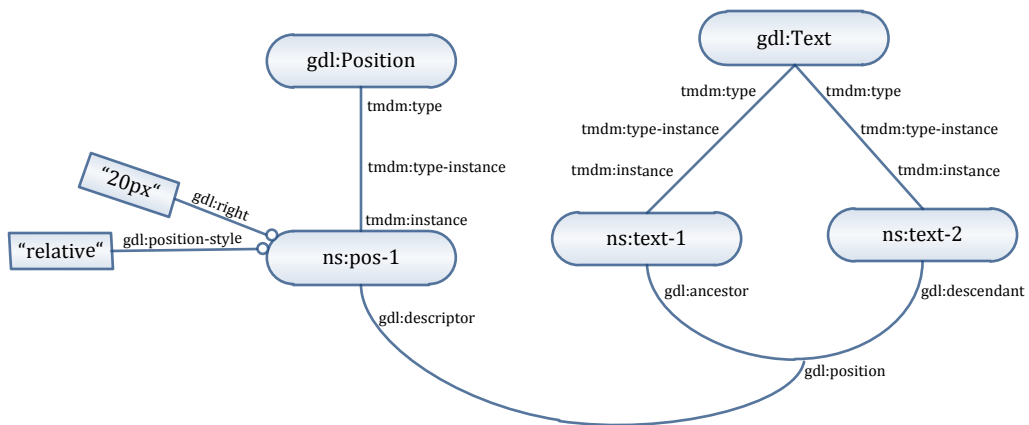 gdl:Text
gdl:Position
tmdm:type
tmdm:type
tmdm:type
tmdm:type-instance
tmdm:type-instance
tmdm:type-instance
tmdm:instance
tmdm:instance
“20px“
gdl:right
tmdm:instance
“relative“
gdl:position-style
ns:pos-1
ns:text-1
ns:text-2
gdl:ancestor
gdl:descendant
gdl:descriptor
gdl:position